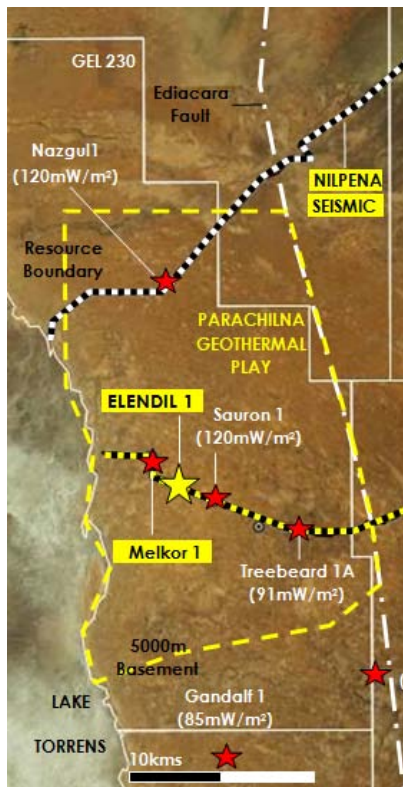 GEL 230
Ediacara
Fault
Nazgul1
(120mW/m²)
NILPENA
SEISMIC
Resource
Boundary
PARACHILNA
GEOTHERMAL
PLAY
ELENDIL 1
Sauron 1
(120mW/m²)
Melkor 1
Treebeard 1A
(91mW/m²)
5000m
Basement
LAKE
TORRENS
Gandalf 1
(85mW/m²)
10kms